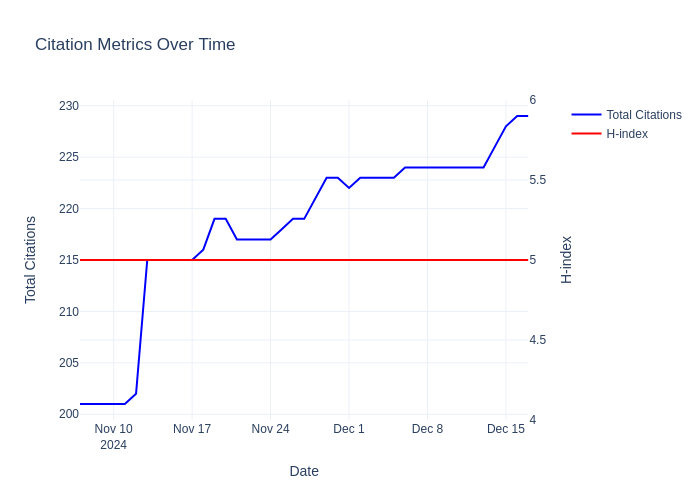 Citation Metrics Over Time
Total Citations
H-index
230
225
220
215
210
205
200
6
5.5
5
4.5
4
Total Citations
H-index
Nov 10
2024
Nov 17
Nov 24
Dec 1
Dec 8
Dec 15
Date